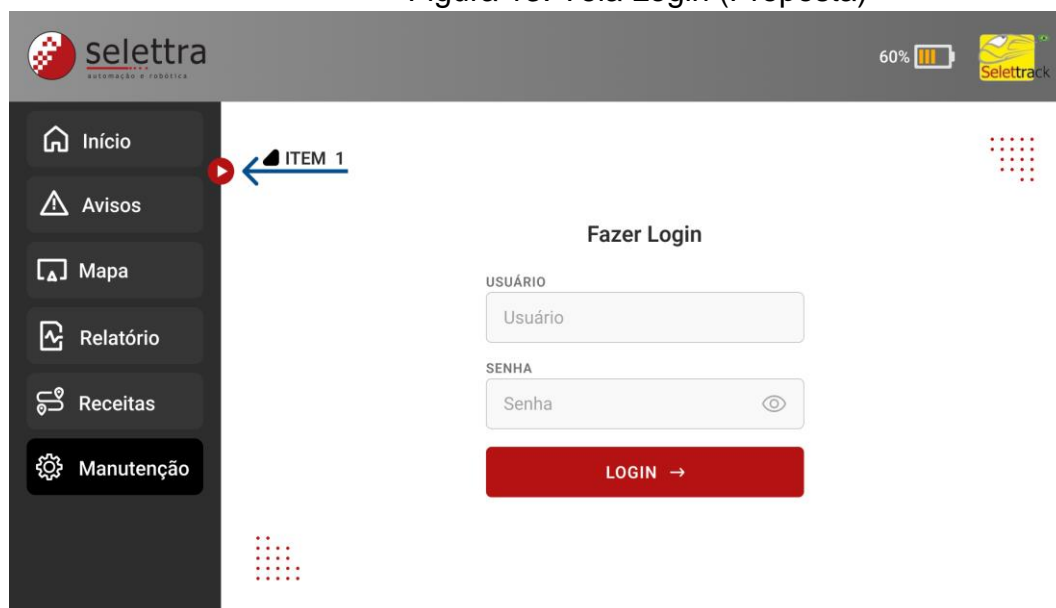 selettra
automação e robótica
60%
Selettrack
Início
ITEM 1
Avisos
Fazer Login
Mapa
USUÁRIO
Usuário
Relatório
SENHA
Senha
Receitas
Manutenção
LOGIN →